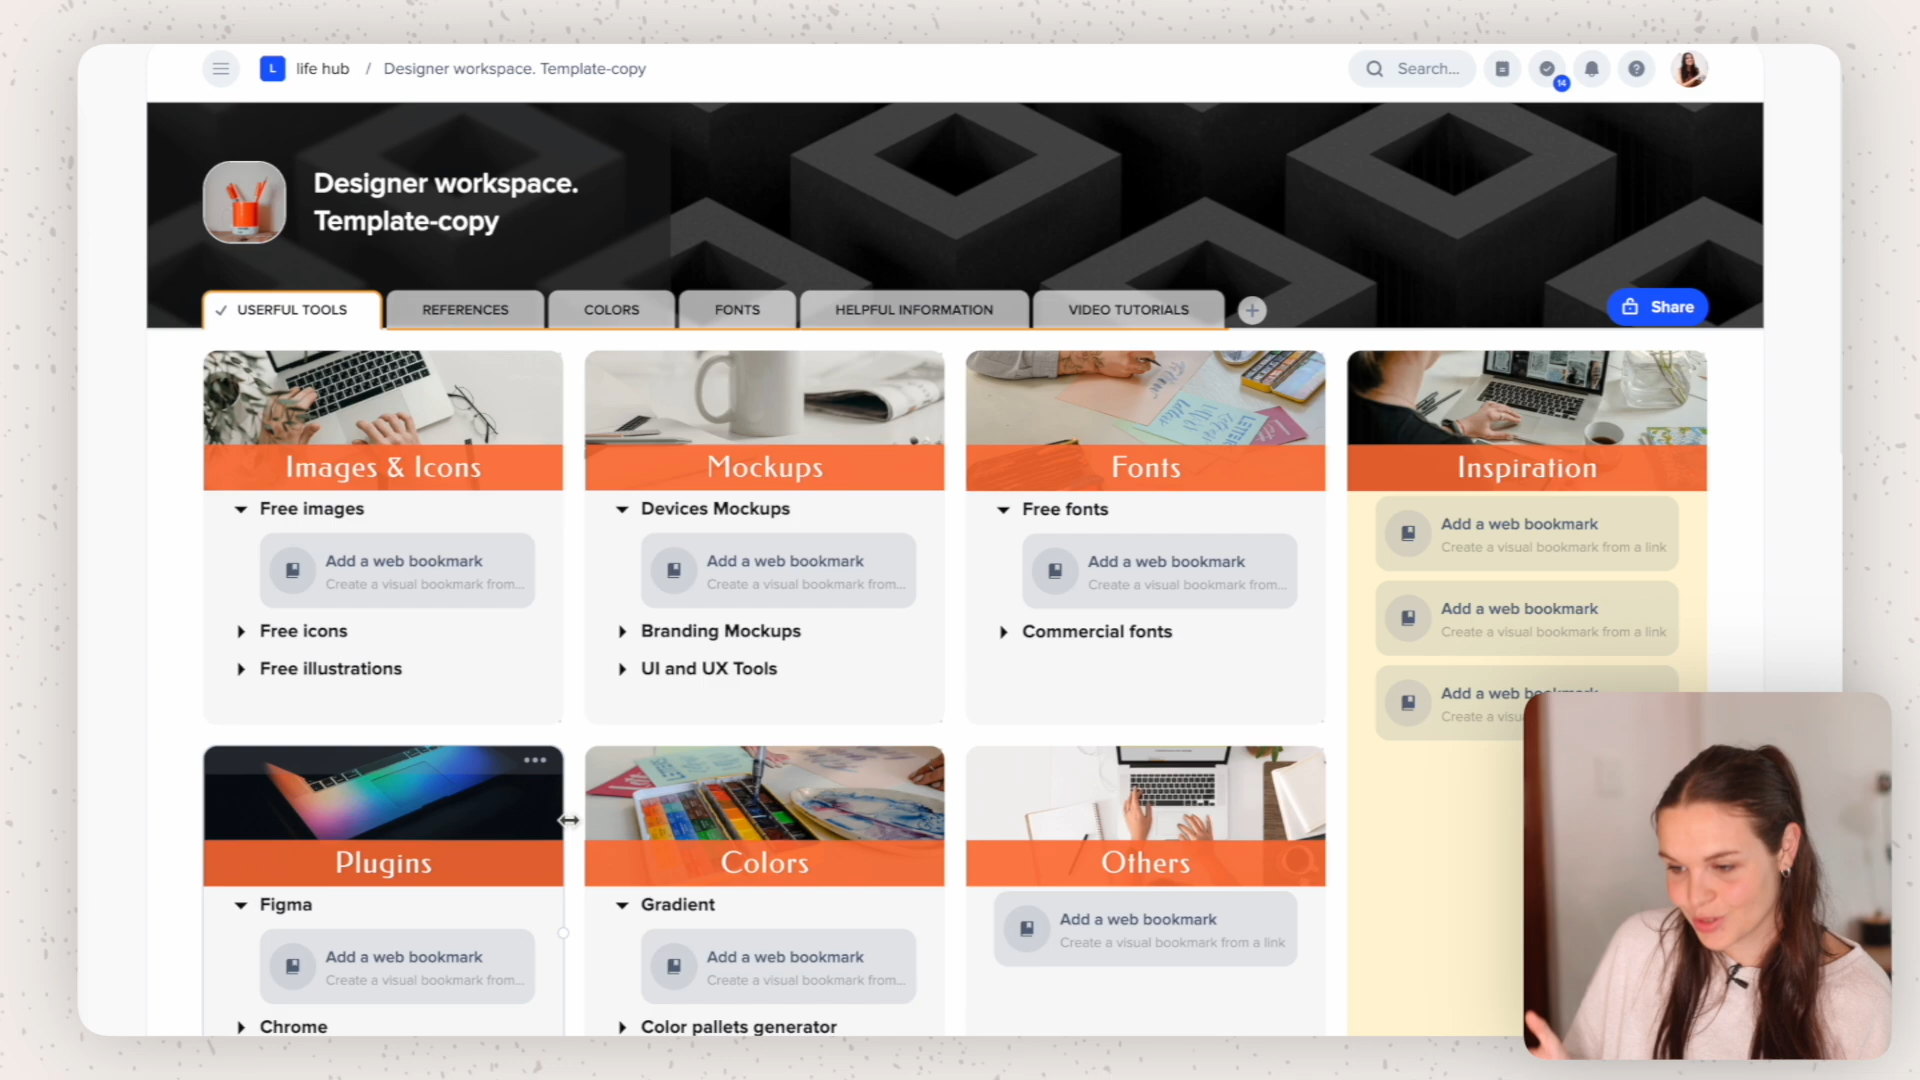 L life hub / Designer workspace. Template-copy
Search...
14
Designer workspace.
Template-copy
USERFUL TOOLS
REFERENCES
COLORS
FONTS
HELPFUL INFORMATION
VIDEO TUTORIALS
Share
Images & Icons
Mockups
Fonts
Inspiration
Free images
Add a web bookmark
Create a visual bookmark from...
Free icons
Free illustrations
Devices Mockups
Add a web bookmark
Create a visual bookmark from...
Branding Mockups
UI and UX Tools
Free fonts
Add a web bookmark
Create a visual bookmark from...
Commercial fonts
Add a web bookmark
Create a visual bookmark from a link
Add a web bookmark
Create a visual bookmark from a link
Add a web
Create a
Plugins
Colors
Others
Figma
Add a web bookmark
Create a visual bookmark from...
Chrome
Gradient
Add a web bookmark
Create a visual bookmark from...
Color pallets generator
Add a web bookmark
Create a visual bookmark from a link